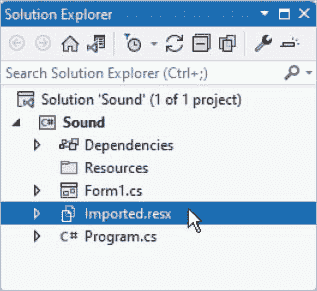 Solution Explorer
Search Solution Explorer (Ctrl+;)
Solution 'Sound' (1 of 1 project)
C# Sound
Dependencies
Resources
Form1.cs
Imported.resx
C# Program.cs